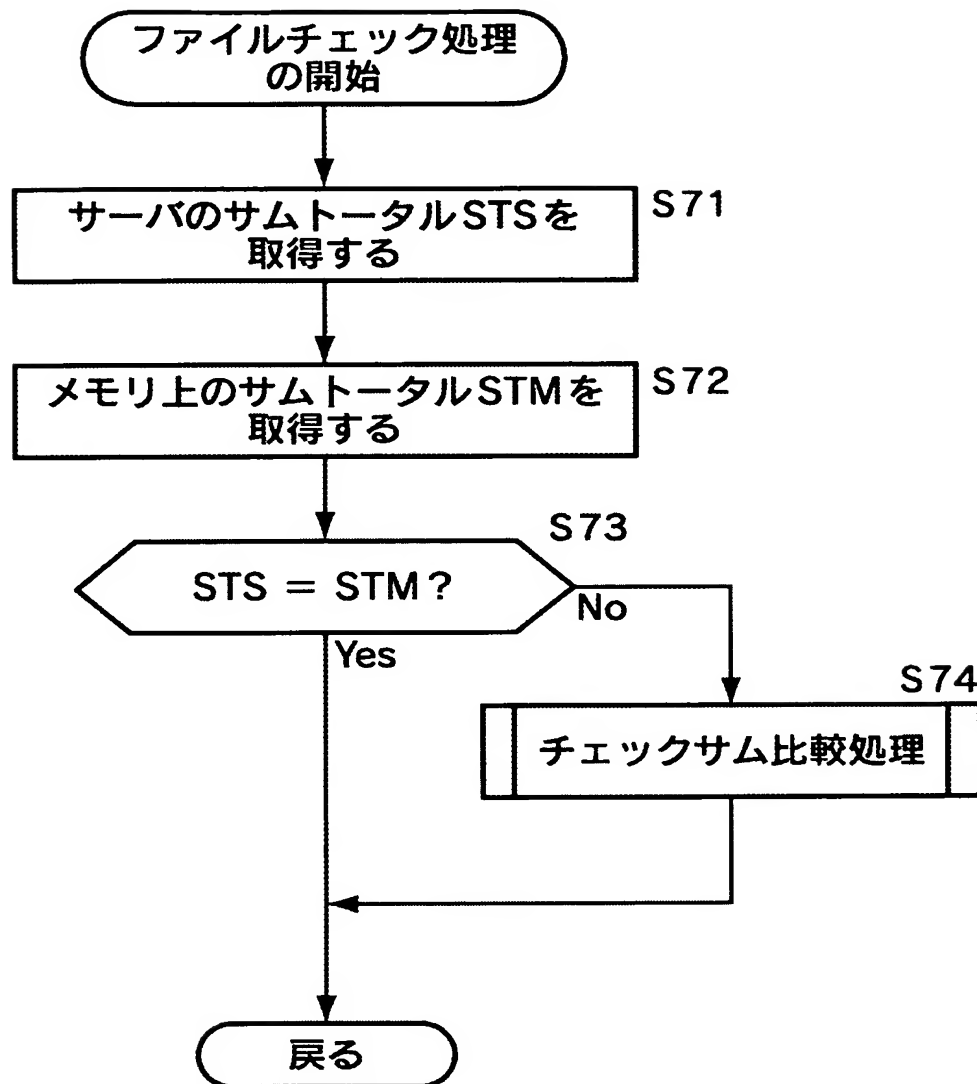 ファイルチェック処理
の開始
サーバのサムトータルSTSを
取得する
S71
メモリ上のサムトータルSTMを
取得する
S72
S73
STS = STM?
No
Yes
S74
チェックサム比較処理
戻る